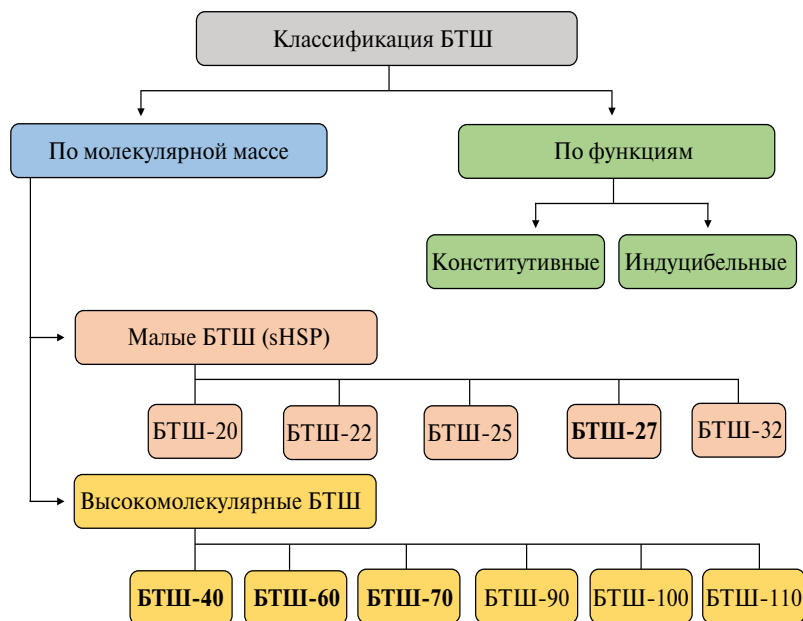 Классификация БТШ
По молекулярной массе
По функциям
Конститутивные
Индуцибельные
Малые БТШ (sHSP)
БТШ-20
БТШ-22
БТШ-25
БТШ-27
БТШ-32
Высокомолекулярные БТШ
БТШ-40
БТШ-60
БТШ-70
БТШ-90
БТШ-100
БТШ-110